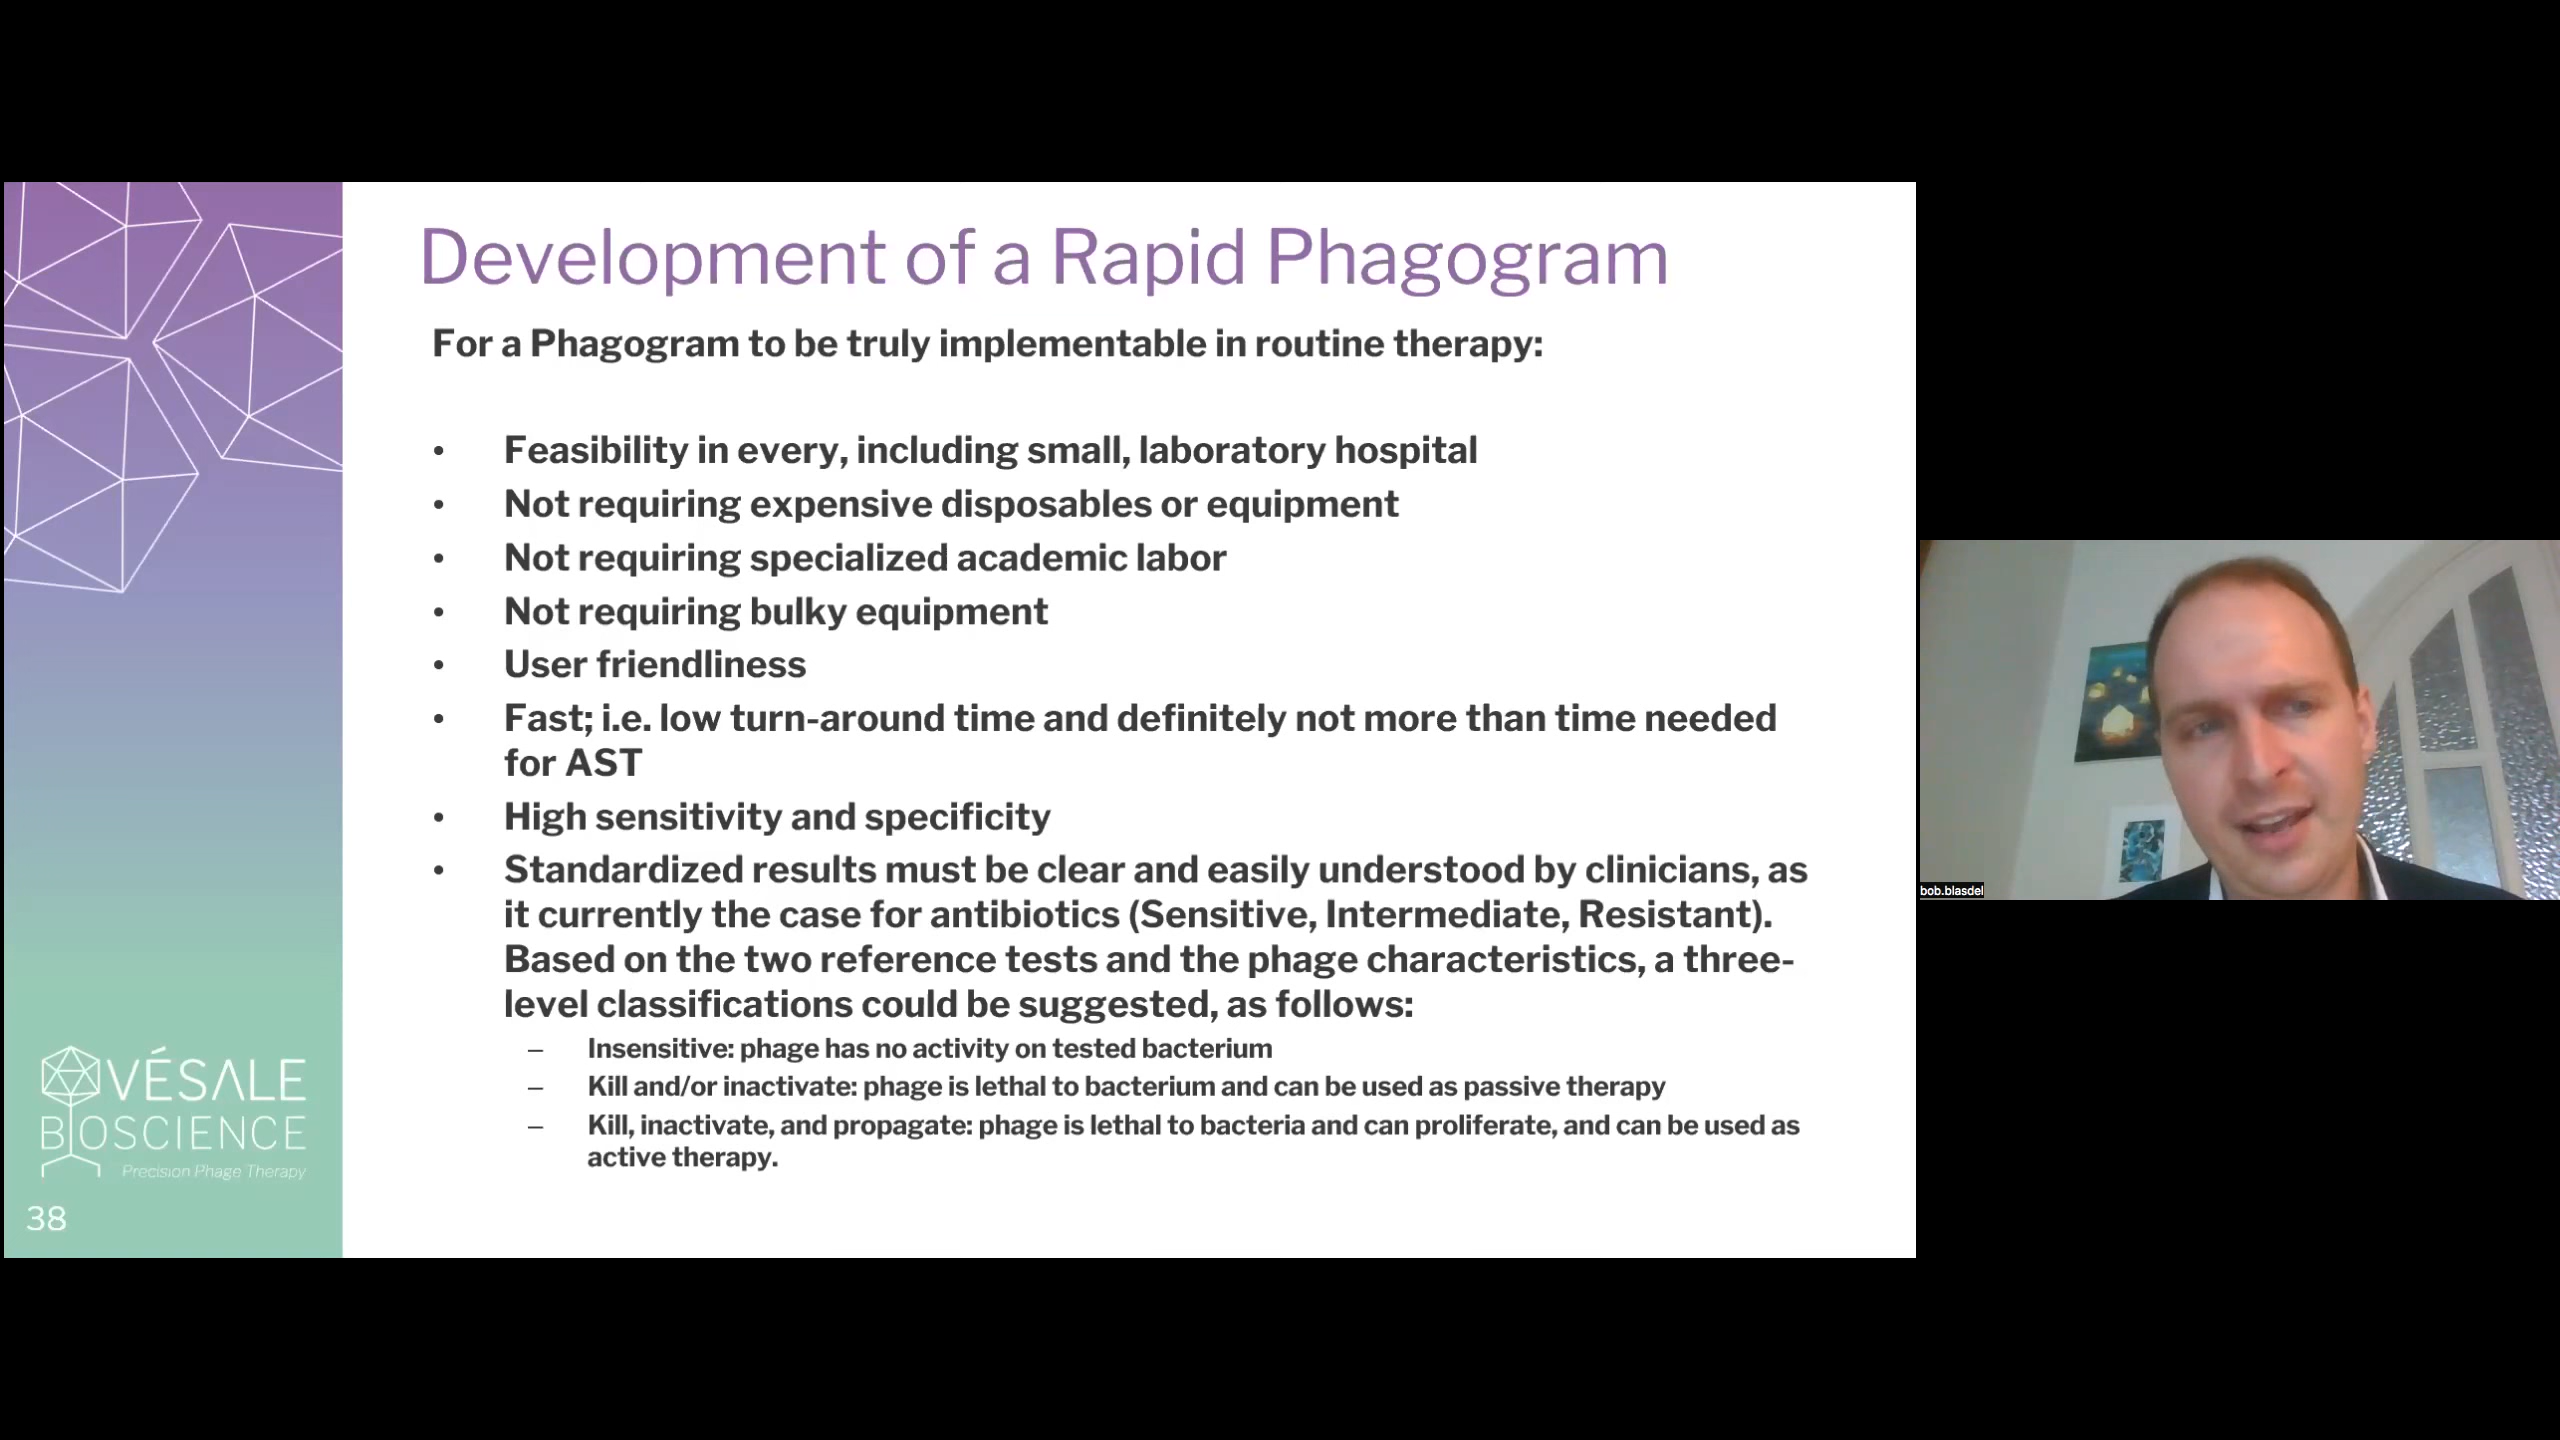 Development of a Rapid Phagogram
For a Phagogram to be truly implementable in routine therapy:
• Feasibility in every, including small, laboratory hospital
• Not requiring expensive disposables or equipment
• Not requiring specialized academic labor
• Not requiring bulky equipment
• User friendliness
• Fast; i.e. low turn-around time and definitely not more than time needed
for AST
• High sensitivity and specificity
• Standardized results must be clear and easily understood by clinicians, as
it currently the case for antibiotics (Sensitive, Intermediate, Resistant).
Based on the two reference tests and the phage characteristics, a three-
level classifications could be suggested, as follows:
– Insensitive: phage has no activity on tested bacterium
– Kill and/or inactivate: phage is lethal to bacterium and can be used as passive therapy
– Kill, inactivate, and propagate: phage is lethal to bacteria and can proliferate, and can be used as
active therapy.
VÉSALE
BIOSCIENCE
Precision Phage Therapy
38
bob.blasdel